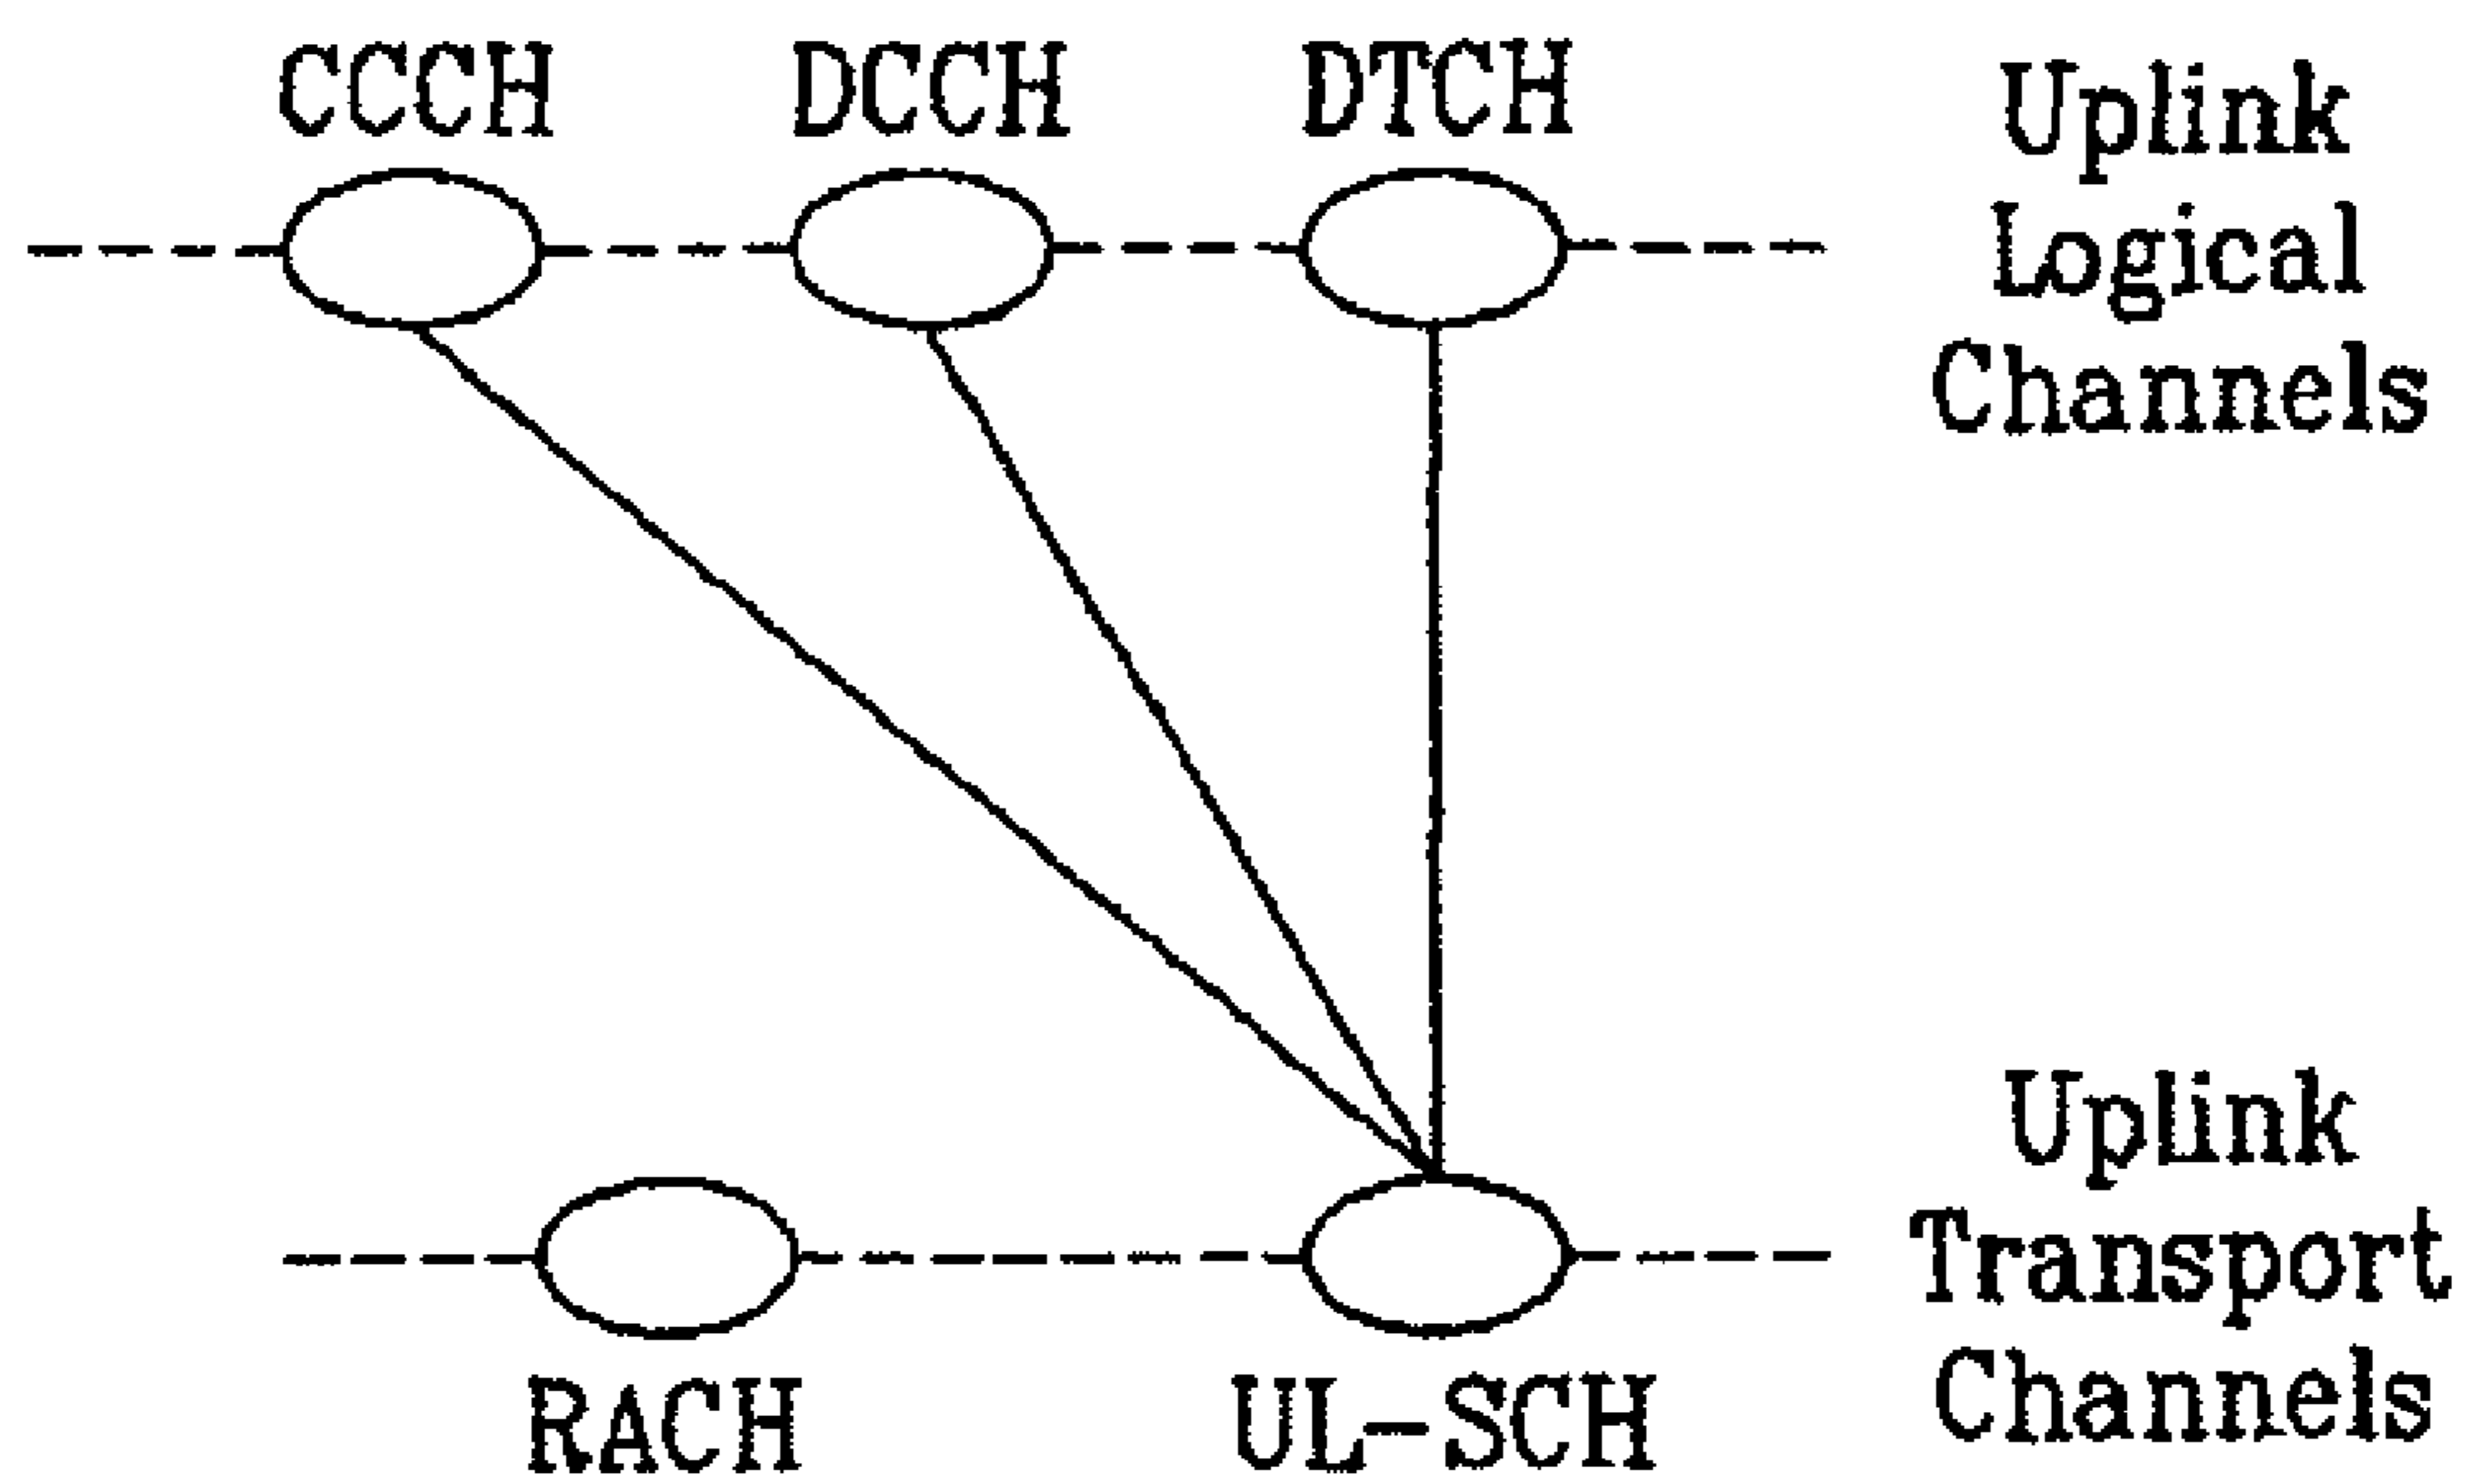 CCCH DCCH DTCH
Uplink
Logical
Channels
Uplink
Transport
Channels
RACH UL-SCH